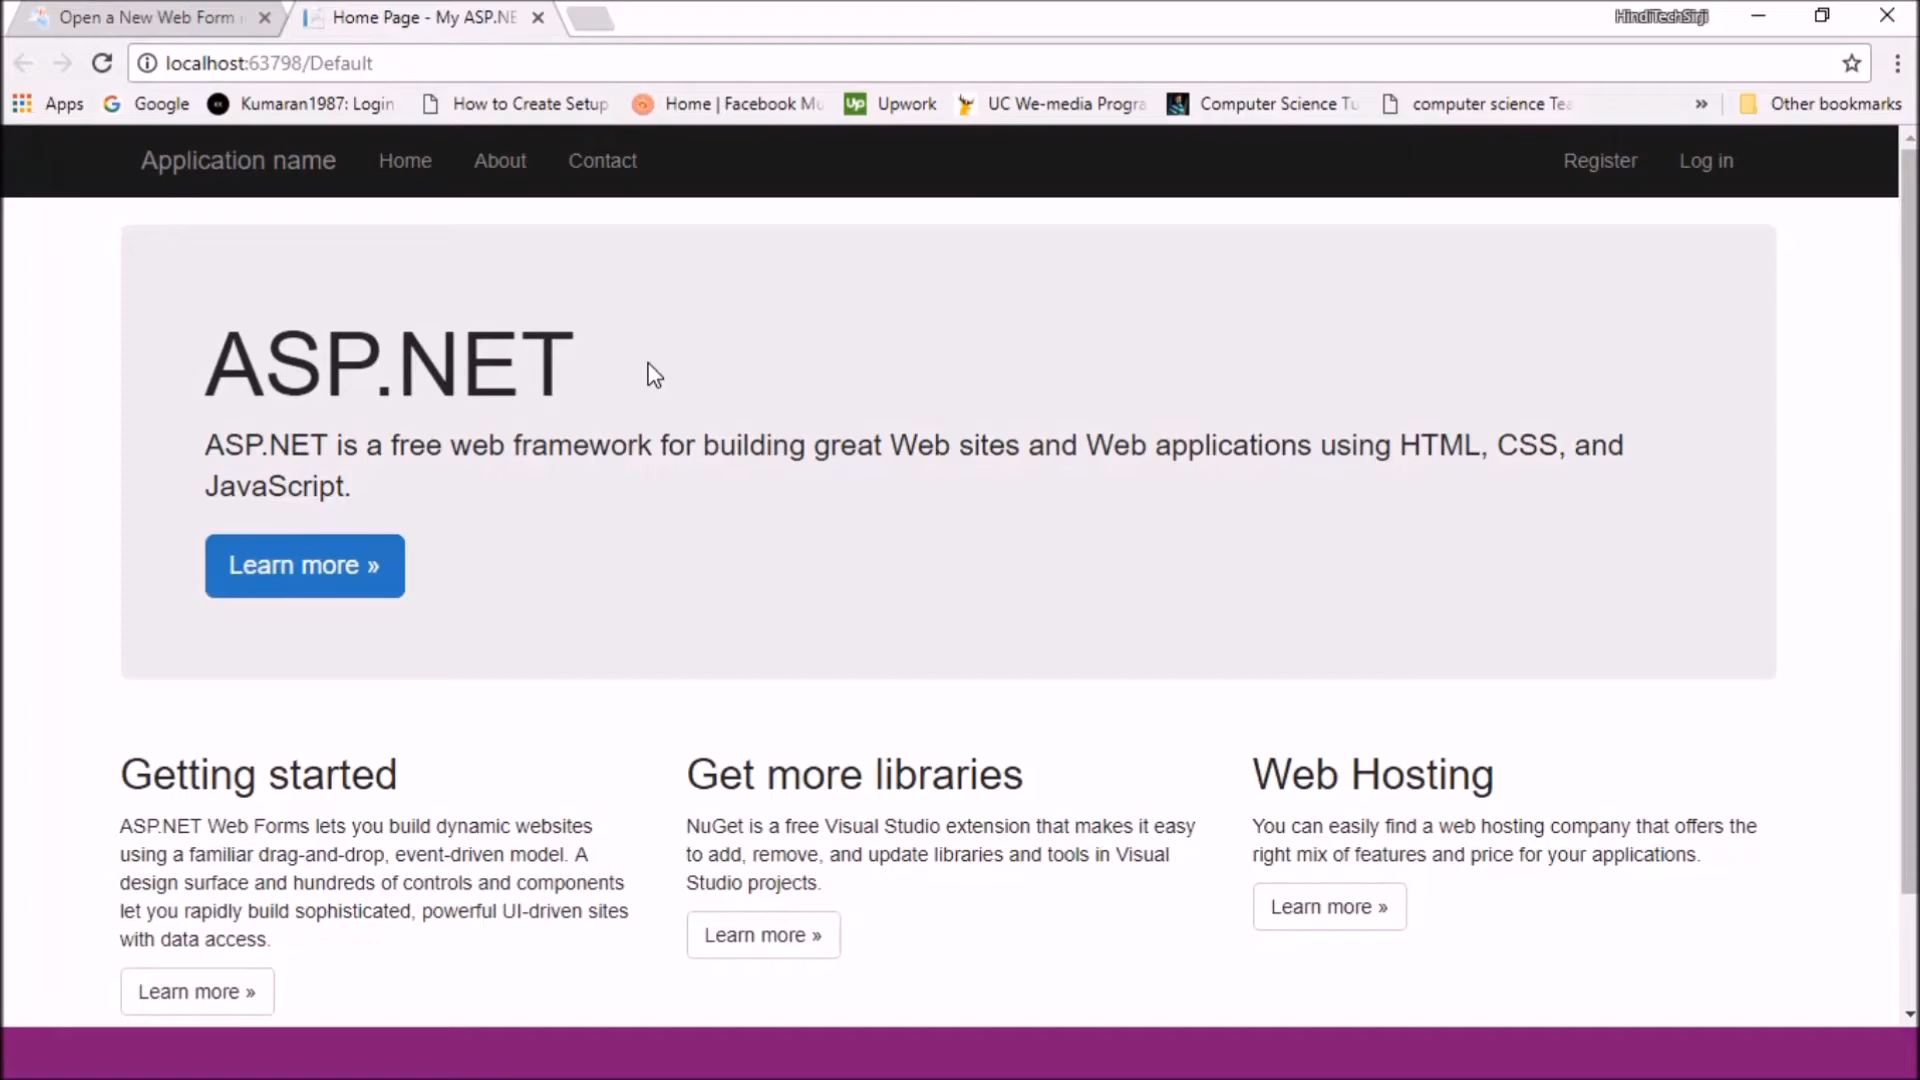 Open a New Web Form
Home Page - My ASP.NE
HindiTechSirji
localhost:63798/Default
Apps
Google
Kumaran1987: Login
How to Create Setup
Home | Facebook Mu
Up
Upwork
UC We-media Progra
Computer Science Tu
computer science Tea
»
Other bookmarks
Application name
Home
About
Contact
Register
Log in
ASP.NET
ASP.NET is a free web framework for building great Web sites and Web applications using HTML, CSS, and
JavaScript.
Learn more »
Getting started
ASP.NET Web Forms lets you build dynamic websites
using a familiar drag-and-drop, event-driven model. A
design surface and hundreds of controls and components
let you rapidly build sophisticated, powerful UI-driven sites
with data access.
Learn more »
Get more libraries
NuGet is a free Visual Studio extension that makes it easy
to add, remove, and update libraries and tools in Visual
Studio projects.
Learn more »
Web Hosting
You can easily find a web hosting company that offers the
right mix of features and price for your applications.
Learn more »